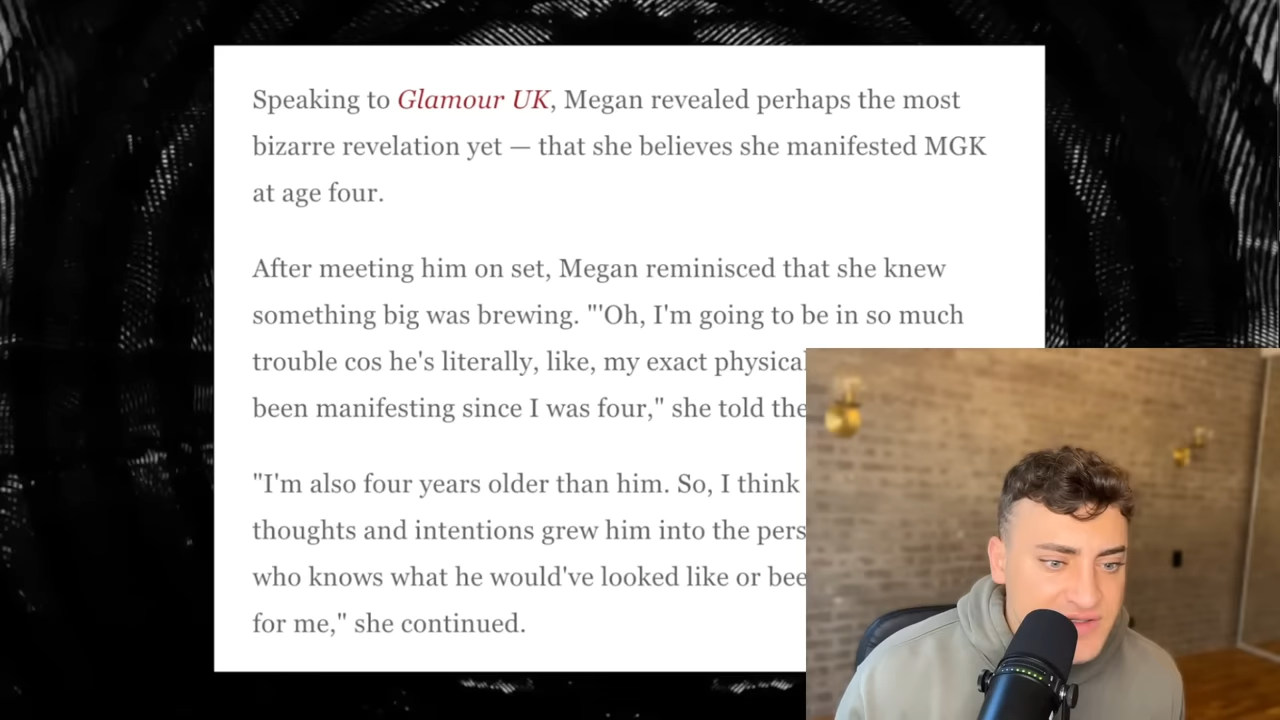 Speaking to Glamour UK, Megan revealed perhaps the most
bizarre revelation yet — that she believes she manifested MGK
at age four.
After meeting him on set, Megan reminisced that she knew
something big was brewing. "'Oh, I'm going to be in so much
trouble cos he's literally, like, my exact physical
been manifesting since I was four," she told the
"I'm also four years older than him. So, I think
thoughts and intentions grew him into the
who knows what he would've looked like or
for me," she continued.